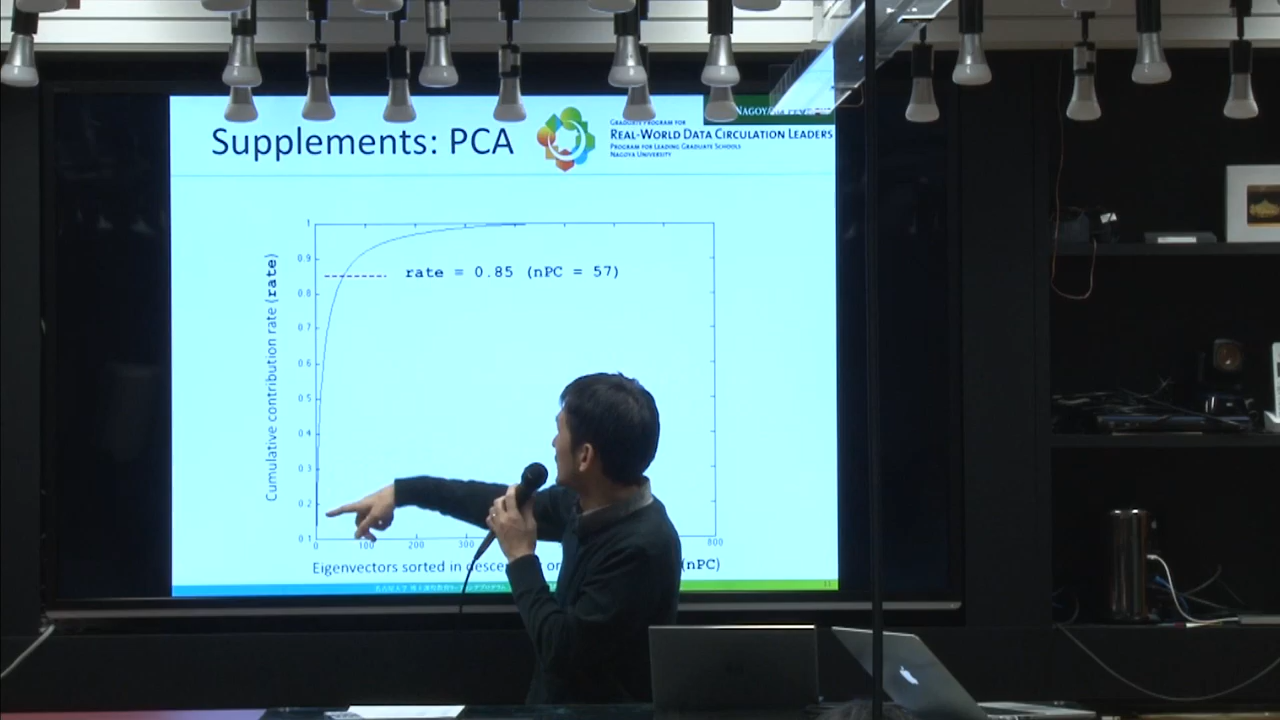 Supplements: PCA
NAGOYA
GRADUATE PROGRAM FOR
REAL-WORLD DATA CIRCULATION LEADERS
PROGRAM FOR LEADING GRADUATE SCHOOLS
NAGOYA UNIVERSITY
1
0.9
rate = 0.85 (nPC = 57)
0.8
0.7
0.6
0.5
0.4
0.3
0.2
0.1
Cumulative contribution rate (rate)
0 100 200 300 800
Eigenvectors sorted in (nPC)
11